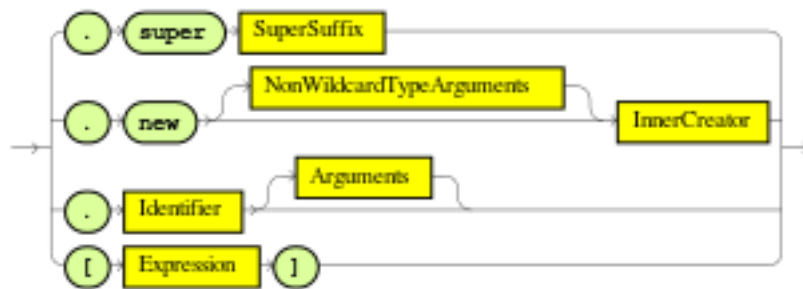 . super SuperSuffix
NonWildcardTypeArguments
. new InnerCreator
Arguments
. Identifier
[ Expression ]